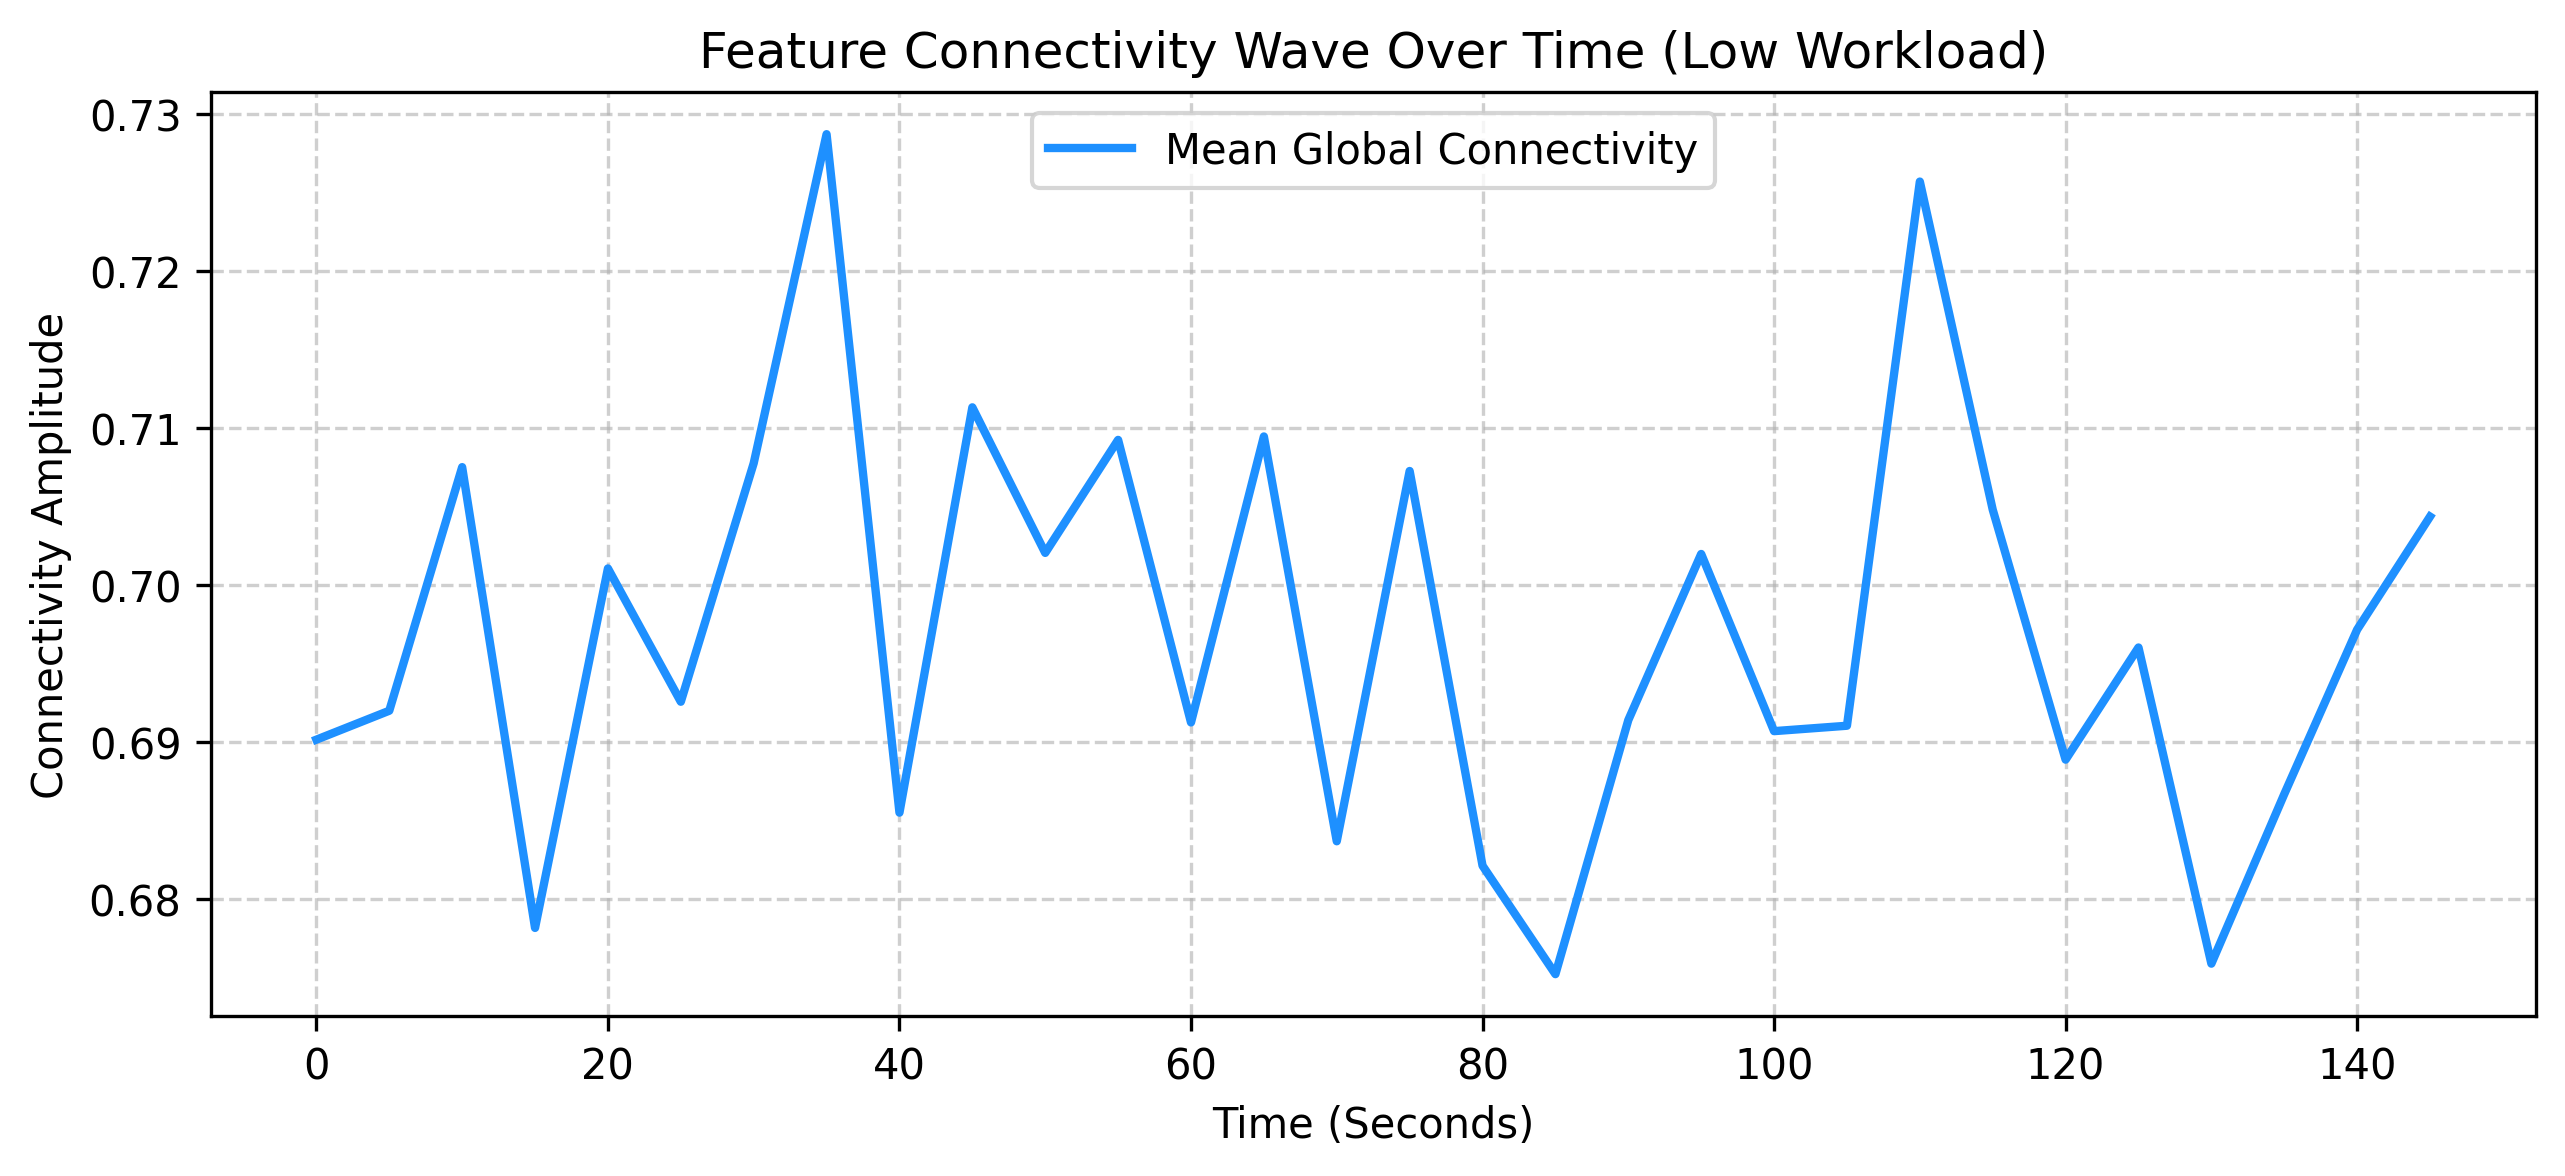 Feature Connectivity Wave Over Time (Low Workload)
Mean Global Connectivity
Connectivity Amplitude
0.73
0.72
0.71
0.70
0.69
0.68
0 20 40 60 80 100 120 140
Time (Seconds)